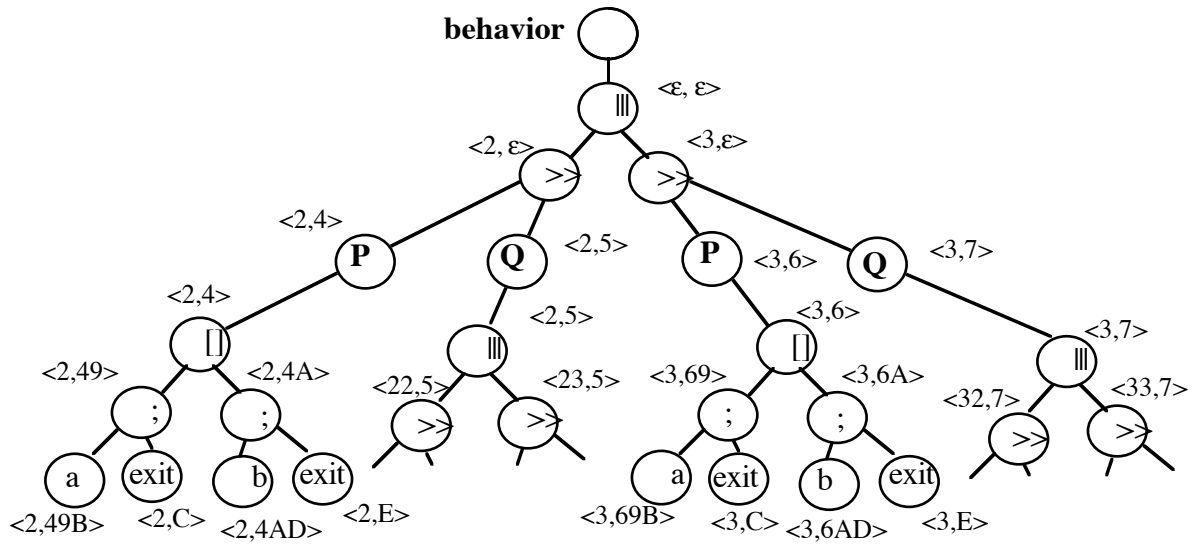 behavior
||| <ε, ε>
<2, ε> >> >> <3,ε>
<2,4> P Q <2,5> P <3,6> Q <3,7>
<2,4> [] <2,5> ||| <3,6> [] <3,7> |||
<2,49> ; <2,4A> ; <22,5> >> <23,5> >> <3,69> ; <3,6A> ; <32,7> >> <33,7> >>
a exit b exit a exit b exit
<2,49B> <2,C> <2,4AD> <2,E> <3,69B> <3,C> <3,6AD> <3,E>